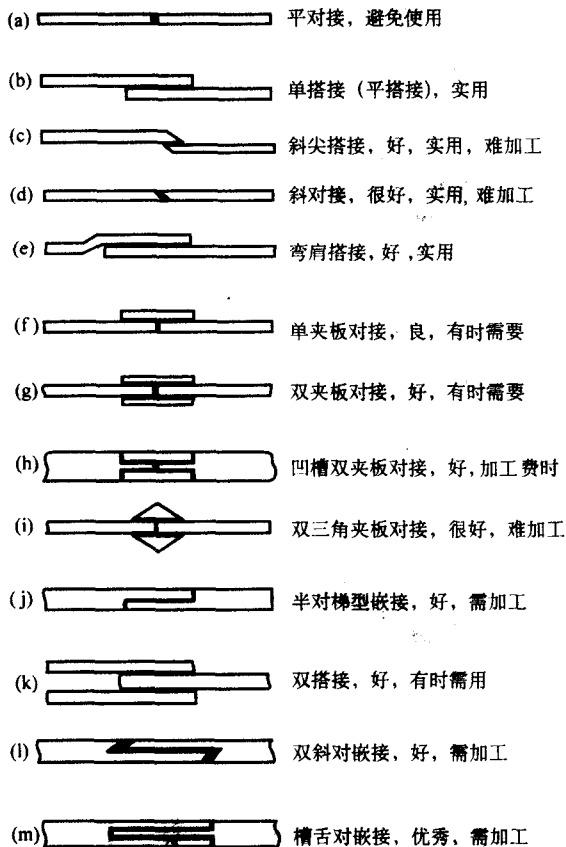 (a) 平对接，避免使用
(b) 单搭接（平搭接），实用
(c) 斜尖搭接，好，实用，难加工
(d) 斜对接，很好，实用，难加工
(e) 弯肩搭接，好，实用
(f) 单夹板对接，良，有时需要
(g) 双夹板对接，好，有时需要
(h) 凹槽双夹板对接，好，加工费时
(i) 双三角夹板对接，很好，难加工
(j) 半对梯型嵌接，好，需加工
(k) 双搭接，好，有时需用
(l) 双斜对嵌接，好，需加工
(m) 槽舌对嵌接，优秀，需加工